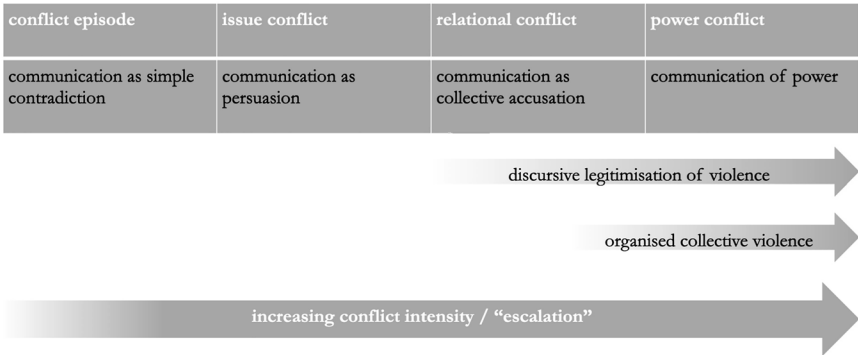 conflict episode
issue conflict
relational conflict
power conflict
communication as simple
contradiction
communication as
persuasion
communication as
collective accusation
communication of power
discursive legitimisation of violence
organised collective violence
increasing conflict intensity / “escalation”